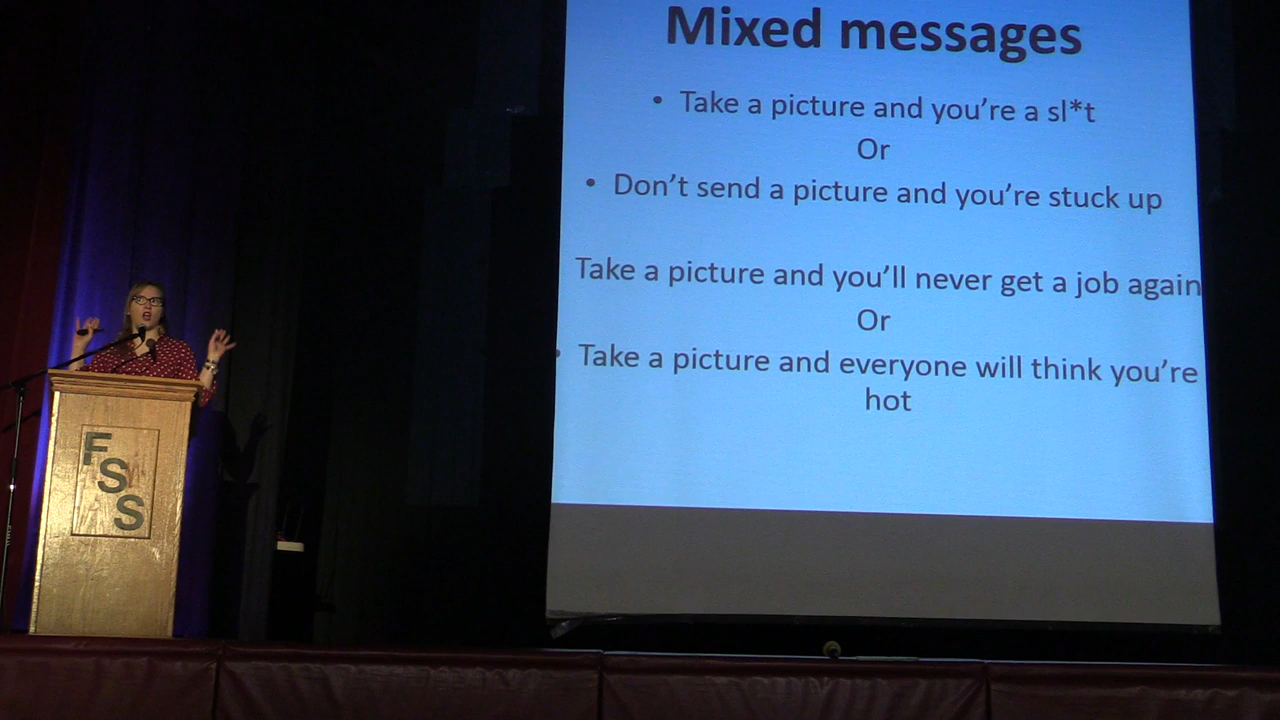 Mixed messages
• Take a picture and you're a sl*t
Or
• Don't send a picture and you're stuck up
Take a picture and you'll never get a job again
Or
• Take a picture and everyone will think you're
hot
F
S
S